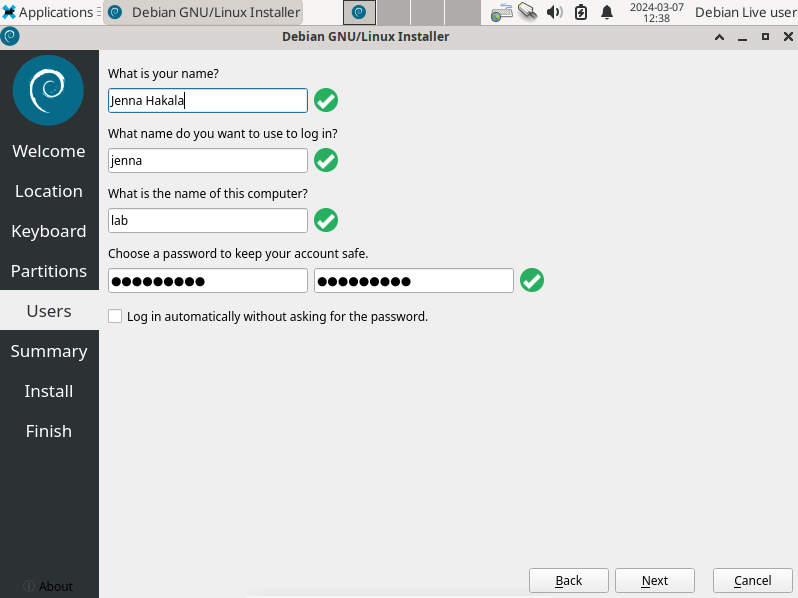 Applications Debian GNU/Linux Installer 2024-03-07 Debian Live user
12:38
Debian GNU/Linux Installer
What is your name?
Jenna Hakala
What name do you want to use to log in?
jenna
What is the name of this computer?
lab
Choose a password to keep your account safe.
●●●●●●●●● ●●●●●●●●●
Log in automatically without asking for the password.
Welcome
Location
Keyboard
Partitions
Users
Summary
Install
Finish
About
Back Next Cancel